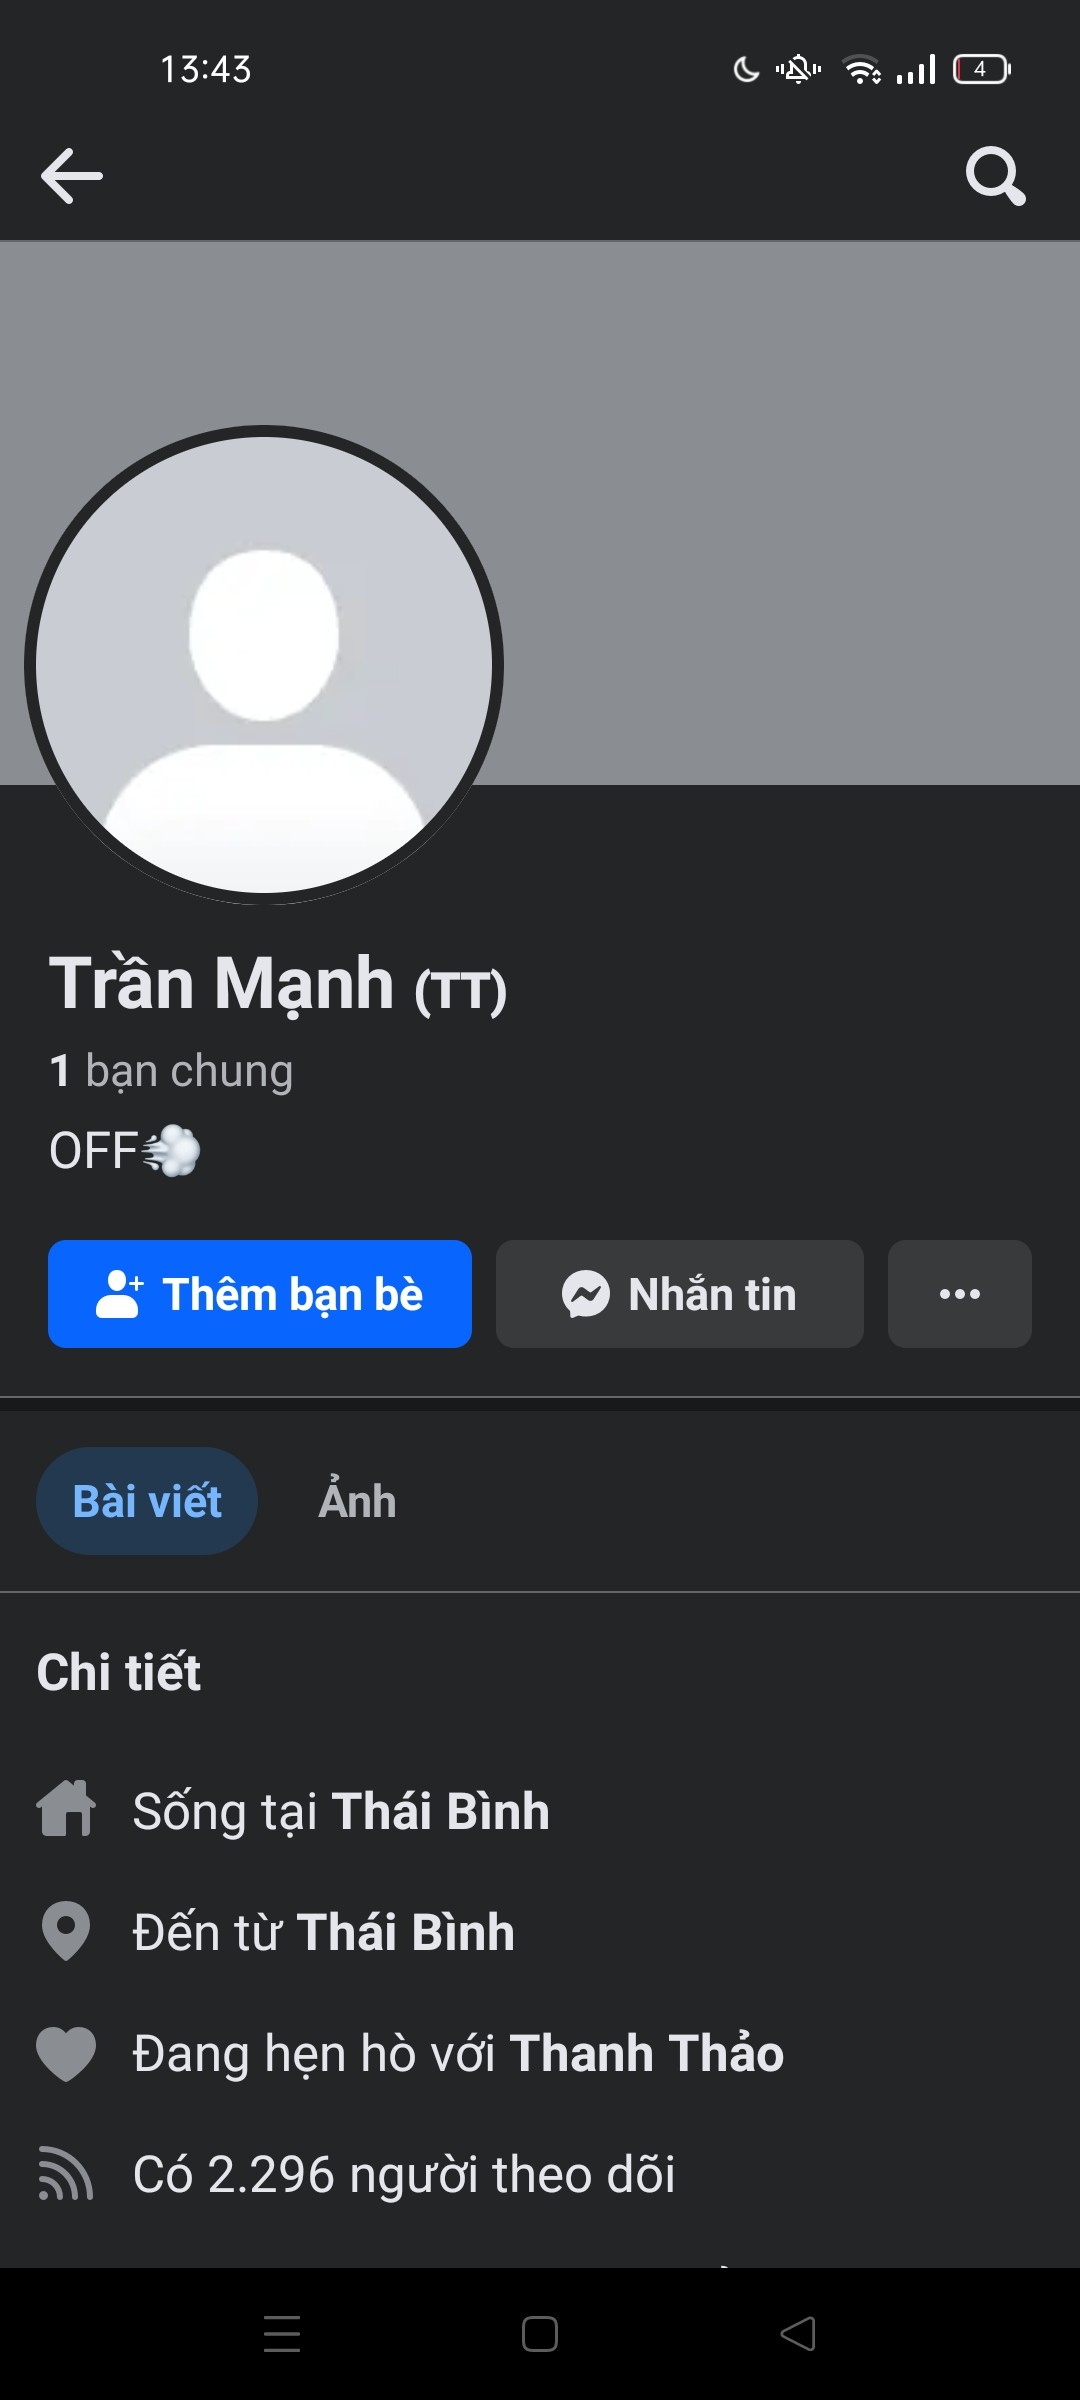 13:43
4
Trần Mạnh (TT)
1 bạn chung
OFF💨
Thêm bạn bè
Nhắn tin
Bài viết
Ảnh
Chi tiết
Sống tại Thái Bình
Đến từ Thái Bình
Đang hẹn hò với Thanh Thảo
Có 2.296 người theo dõi